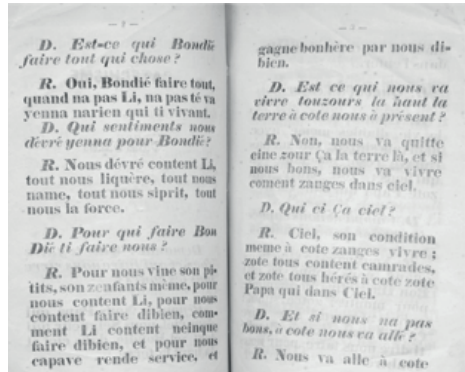 — 2 —
D. Est-ce qui Bondié
faire tout qui chose ?
R. Oui, Bondié faire tout,
quand na pas Li, na pas té va
yenna narien qui ti vivant.
D. Qui sentiments nous
dévré yenna pour Bondié?
R. Nous dévré content Li,
tout nous liquère, tout nous
name, tout nous siprit, tout
nous la force.
D. Pour qui faire Bon
Dié ti faire nous ?
R. Pour nous vine son pi-
tits, son zenfants même, pour
nous content Li, pour nous
content faire dibien, com-
ment Li content neinque
faire dibien, et pour nous
capave rende service, et
— 3 —
gagne bonhère par nous di-
bien.
D. Est ce qui nous va
vivre touzours la haut la
terre à cote nous à présent ?
R. Non, nous va quitte
eine zour Ça la terre là, et si
nous bons, nous va vivre
coment zanges dans ciel.
D. Qui ci Ça ciel ?
R. Ciel, son condition
meme à cote zanges vivre ;
zote tous content camrades,
et zote tous hérés à cote zote
Papa qui dans Ciel.
D. Et si nous na pas
bons, à cote nous va allé ?
R. Nous va allé à cote